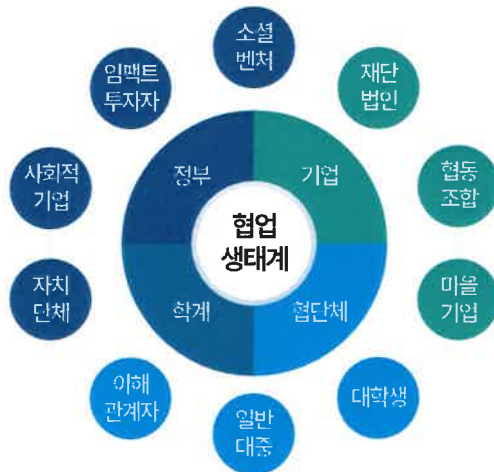 소셜
벤처
임팩트
투자자
재단
법인
사회적
기업
정부
기업
협동
조합
협업
생태계
자치
단체
학계
협단체
마을
기업
이해
관계자
일반
대중
대학생